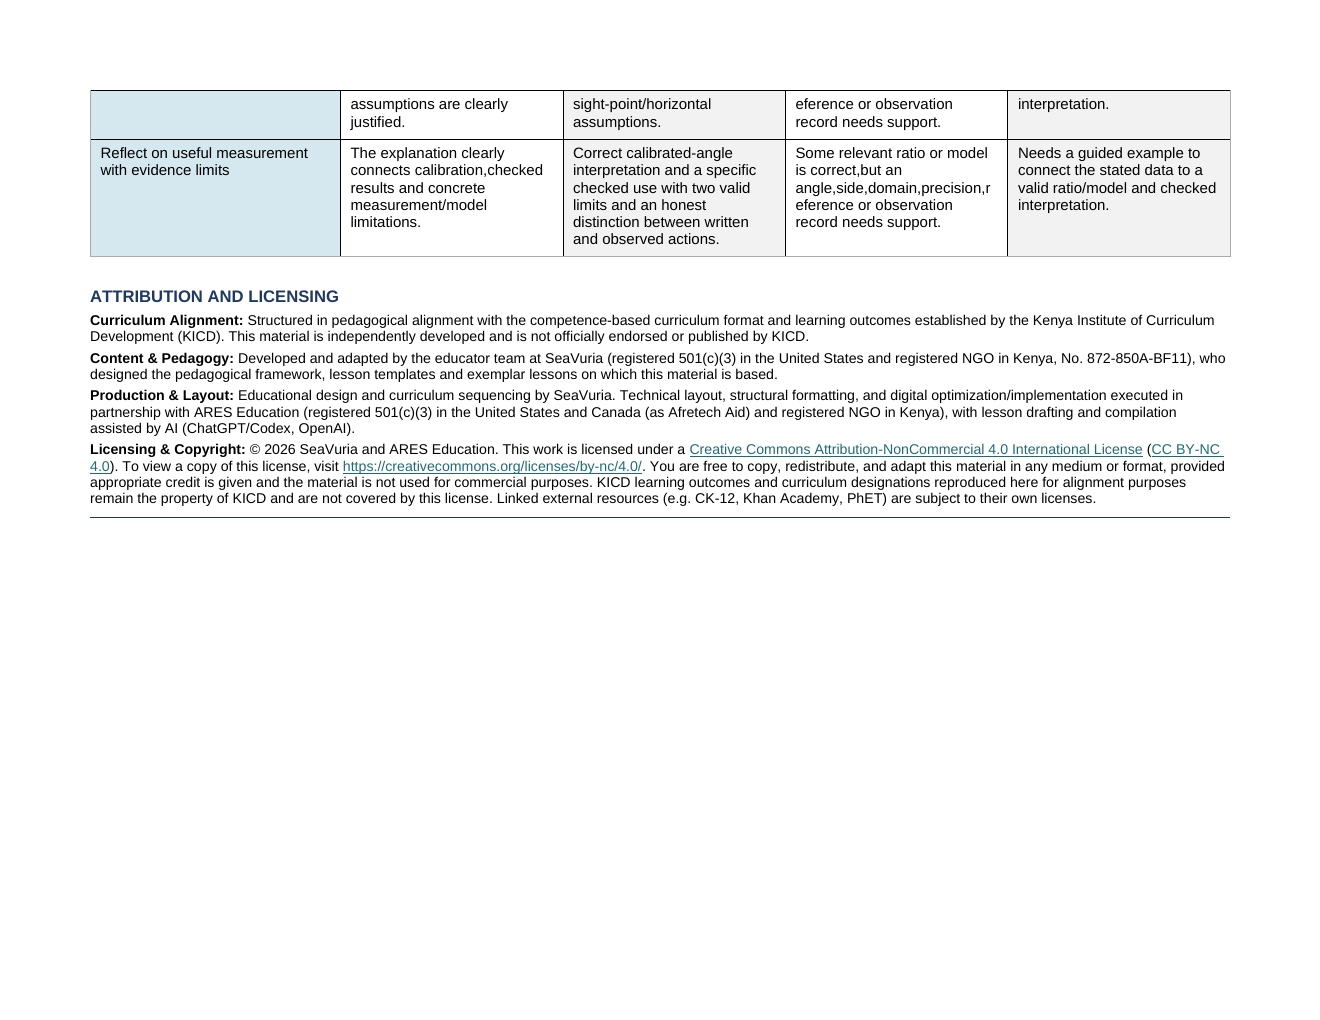 assumptions are clearly
justified.
sight-point/horizontal
assumptions.
eference or observation
record needs support.
interpretation.
Reflect on useful measurement
with evidence limits
The explanation clearly
connects calibration,checked
results and concrete
measurement/model
limitations.
Correct calibrated-angle
interpretation and a specific
checked use with two valid
limits and an honest
distinction between written
and observed actions.
Some relevant ratio or model
is correct,but an
angle,side,domain,precision,r
eference or observation
record needs support.
Needs a guided example to
connect the stated data to a
valid ratio/model and checked
interpretation.
ATTRIBUTION AND LICENSING
Curriculum Alignment: Structured in pedagogical alignment with the competence-based curriculum format and learning outcomes established by the Kenya Institute of Curriculum
Development (KICD). This material is independently developed and is not officially endorsed or published by KICD.
Content & Pedagogy: Developed and adapted by the educator team at SeaVuria (registered 501(c)(3) in the United States and registered NGO in Kenya, No. 872-850A-BF11), who
designed the pedagogical framework, lesson templates and exemplar lessons on which this material is based.
Production & Layout: Educational design and curriculum sequencing by SeaVuria. Technical layout, structural formatting, and digital optimization/implementation executed in
partnership with ARES Education (registered 501(c)(3) in the United States and Canada (as Afretech Aid) and registered NGO in Kenya), with lesson drafting and compilation
assisted by AI (ChatGPT/Codex, OpenAI).
Licensing & Copyright: © 2026 SeaVuria and ARES Education. This work is licensed under a Creative Commons Attribution-NonCommercial 4.0 International License (CC BY-NC
4.0). To view a copy of this license, visit https://creativecommons.org/licenses/by-nc/4.0/. You are free to copy, redistribute, and adapt this material in any medium or format, provided
appropriate credit is given and the material is not used for commercial purposes. KICD learning outcomes and curriculum designations reproduced here for alignment purposes
remain the property of KICD and are not covered by this license. Linked external resources (e.g. CK-12, Khan Academy, PhET) are subject to their own licenses.